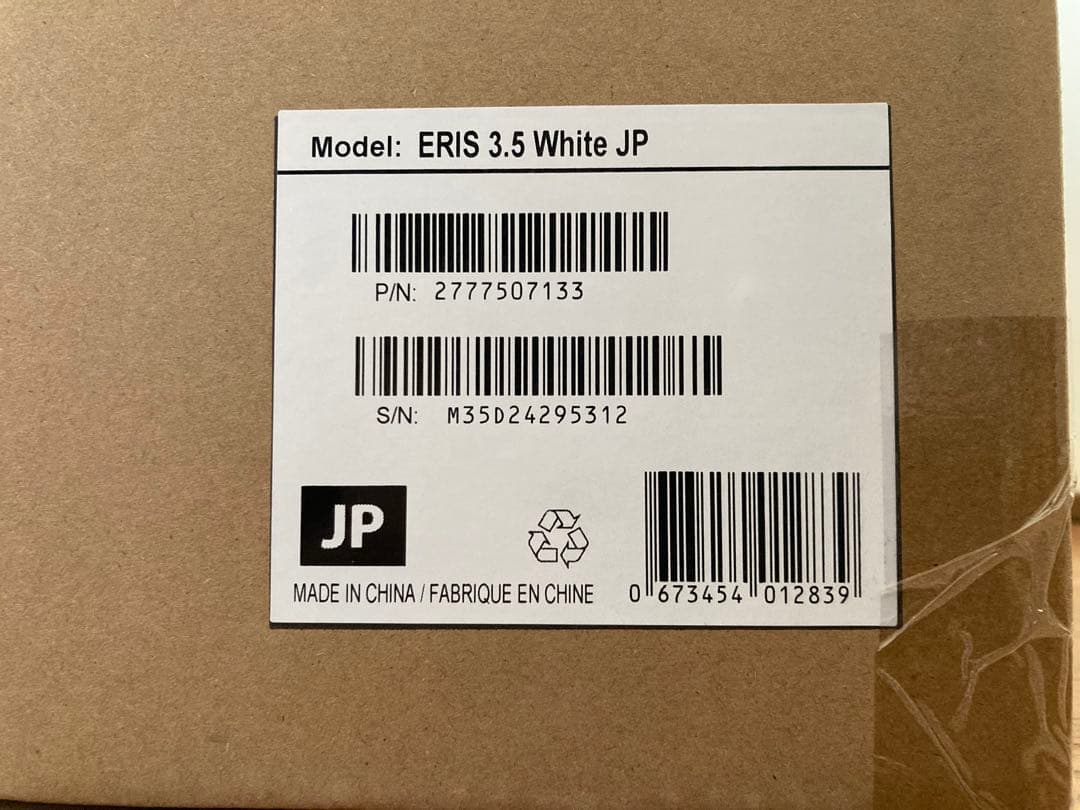 Model: ERIS 3.5 White JP
P/N: 2777507133
S/N: M35D24295312
JP
MADE IN CHINA / FABRIQUE EN CHINE
0 673454 012839